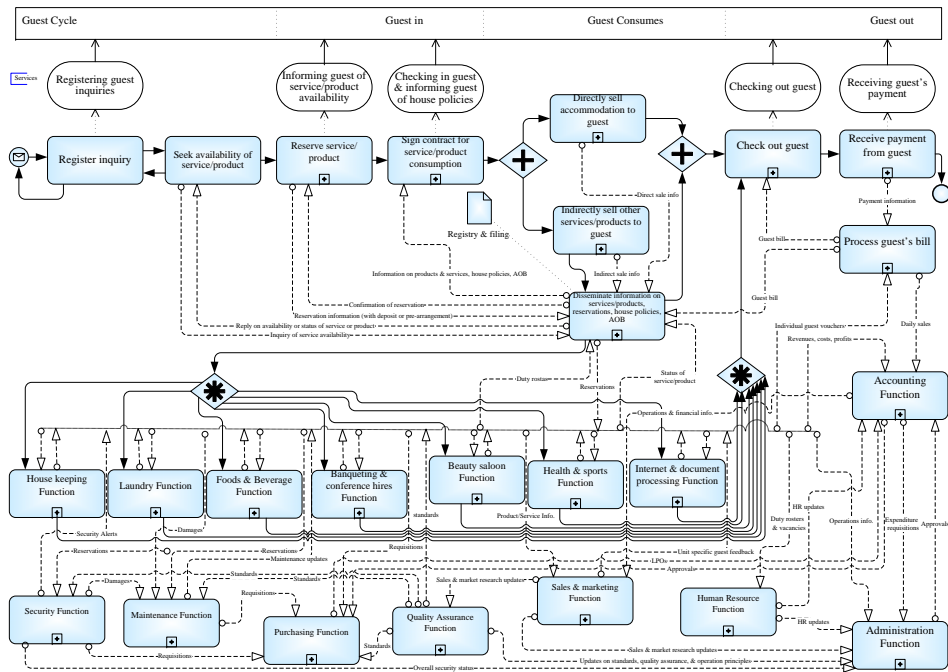 Guest Cycle
Guest in
Guest Consumes
Guest out
Services
Registering guest
inquiries
Informing guest of
service/product
availability
Checking in guest
& informing guest
of house policies
Checking out guest
Receiving guest's
payment
Register inquiry
Seek availability of
service/product
Reserve service/
product
Sign contract for
service/product
consumption
Directly sell
accommodation to
guest
Check out guest
Receive payment
from guest
Direct sale info
Payment information
Registry & filing
Indirectly sell other
services/products to
guest
Guest bill
Process guest's bill
Information on products & services, house policies, AOB
Indirect sale info
Confirmation of reservation
Reservation information (with deposit or pre-arrangement)
Reply on availability or status of service or product
Inquiry of service availability
Disseminate information on
services/products,
reservations, house policies,
AOB
Guest bill
Individual guest vouchers
Daily sales
Revenues, costs, profits
Duty rostas
Reservations
Status of
service/product
Operations & financial info.
Accounting
Function
House keeping
Function
Laundry Function
Foods & Beverage
Function
Banqueting &
conference hires
Function
Beauty saloon
Function
Health & sports
Function
Internet & document
processing Function
Security Alerts
Damages
standards
Product/Service Info.
HR updates
Duty rosters
& vacancies
Operations info.
Expenditure
requisitions
Approvals
Reservations
Reservations
Maintenance updates
Requisitions
Unit specific guest feedback
LPOs
Approvals
Damages
Standards
Standards
Sales & market research updates
Security Function
Maintenance Function
Requisitions
Purchasing Function
Quality Assurance
Function
Sales & marketing
Function
Human Resource
Function
HR updates
Administration
Function
Standards
Requisitions
Sales & market research updates
Updates on standards, quality assurance, & operation principles
Overall security status